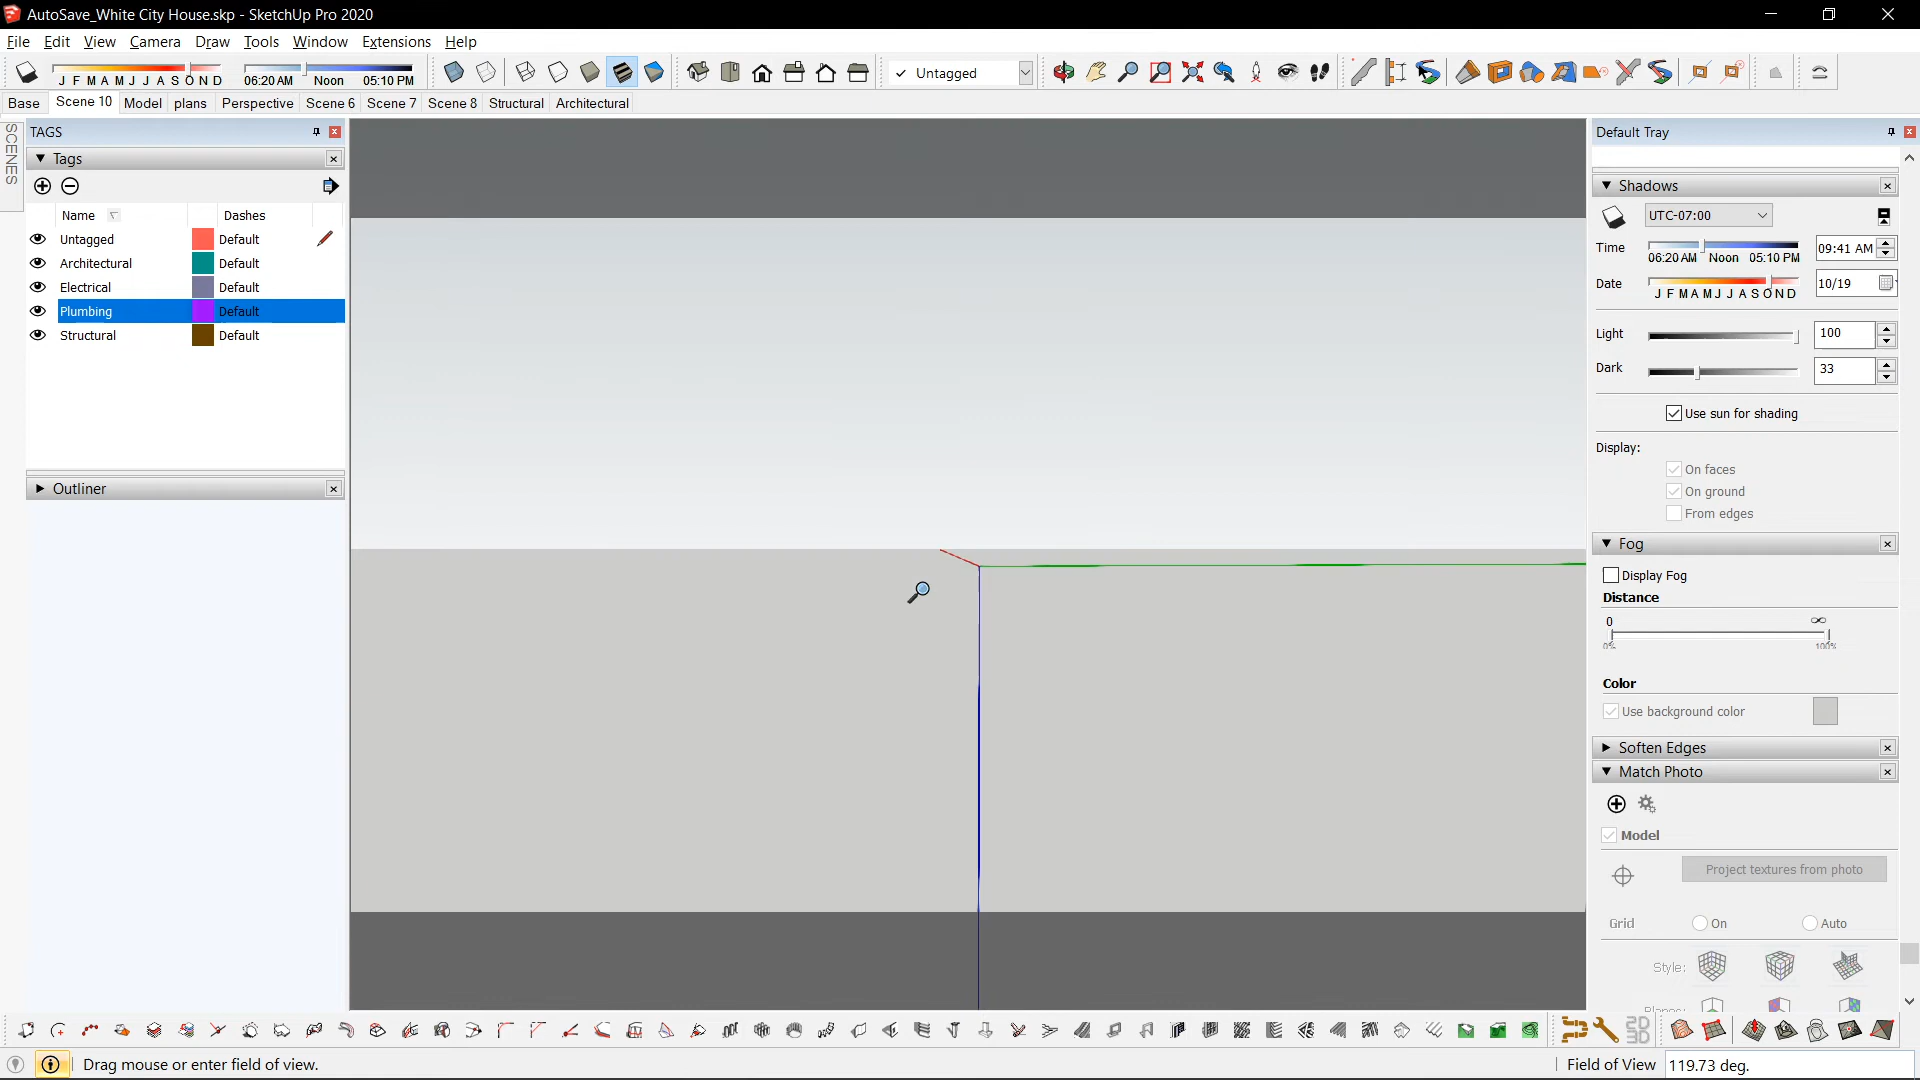 AutoSave_White City House.skp - SketchUp Pro 2020
File Edit View Camera Draw Tools Window Extensions Help
J F M A M J J A S O N D 06:20 AM Noon 05:10 PM Untagged
Base Scene 10 Model plans Perspective Scene 6 Scene 7 Scene 8 Structural Architectural
SCENES
TAGS
Tags
Name Dashes
Untagged Default
Architectural Default
Electrical Default
Plumbing Default
Structural Default
Outliner
Default Tray
Shadows
UTC-07:00
Time 06:20 AM Noon 05:10 PM 09:41 AM
Date J F M A M J J A S O N D 10/19
Light 100
Dark 33
Use sun for shading
Display:
On faces
On ground
From edges
Fog
Display Fog
Distance
0 ∞
0% 100%
Color
Use background color
Soften Edges
Match Photo
Model
Project textures from photo
Grid On Auto
Style:
Planes:
2D
3D
Drag mouse or enter field of view.
Field of View 119.73 deg.